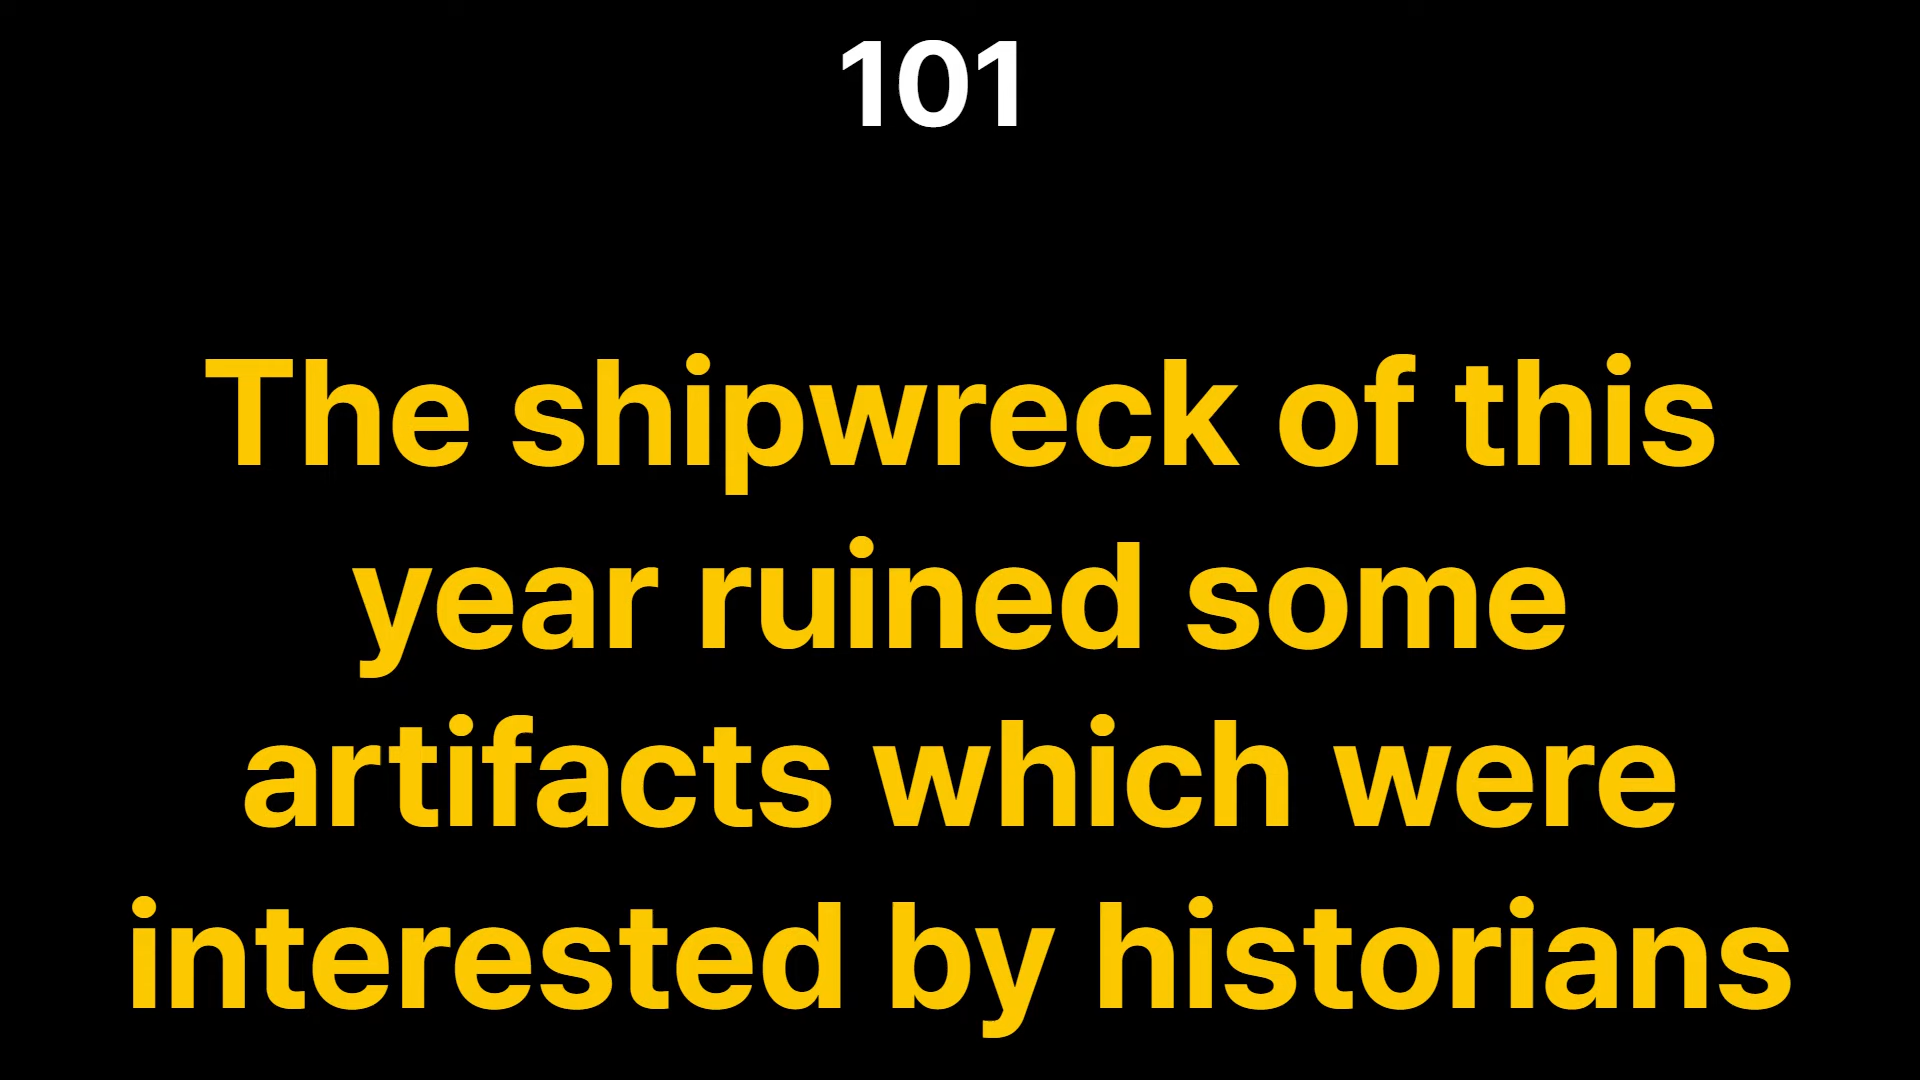 101
The shipwreck of this
year ruined some
artifacts which were
interested by historians